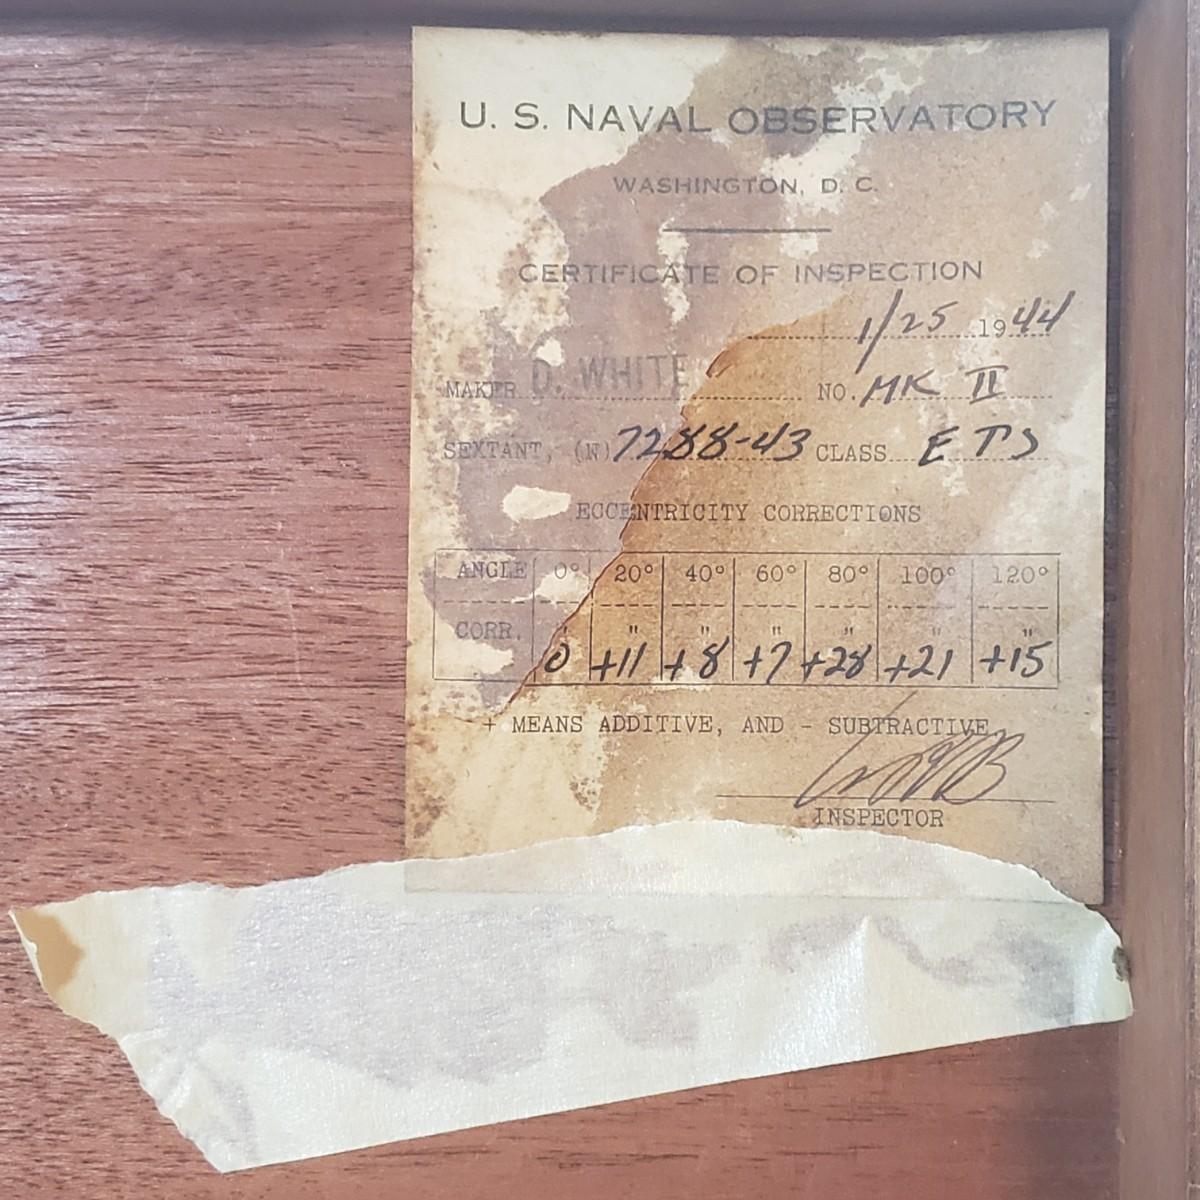 U. S. NAVAL OBSERVATORY
WASHINGTON, D. C.
CERTIFICATE OF INSPECTION
1/25 1944
MAKER D. WHITE NO. MK II
SEXTANT, (N) 7288-43 CLASS E T S
ECCENTRICITY CORRECTIONS
ANGLE 0° 20° 40° 60° 80° 100° 120°
CORR. " " " " " " "
0 +11 +8 +7 +28 +21 +15
+ MEANS ADDITIVE, AND - SUBTRACTIVE
INSPECTOR